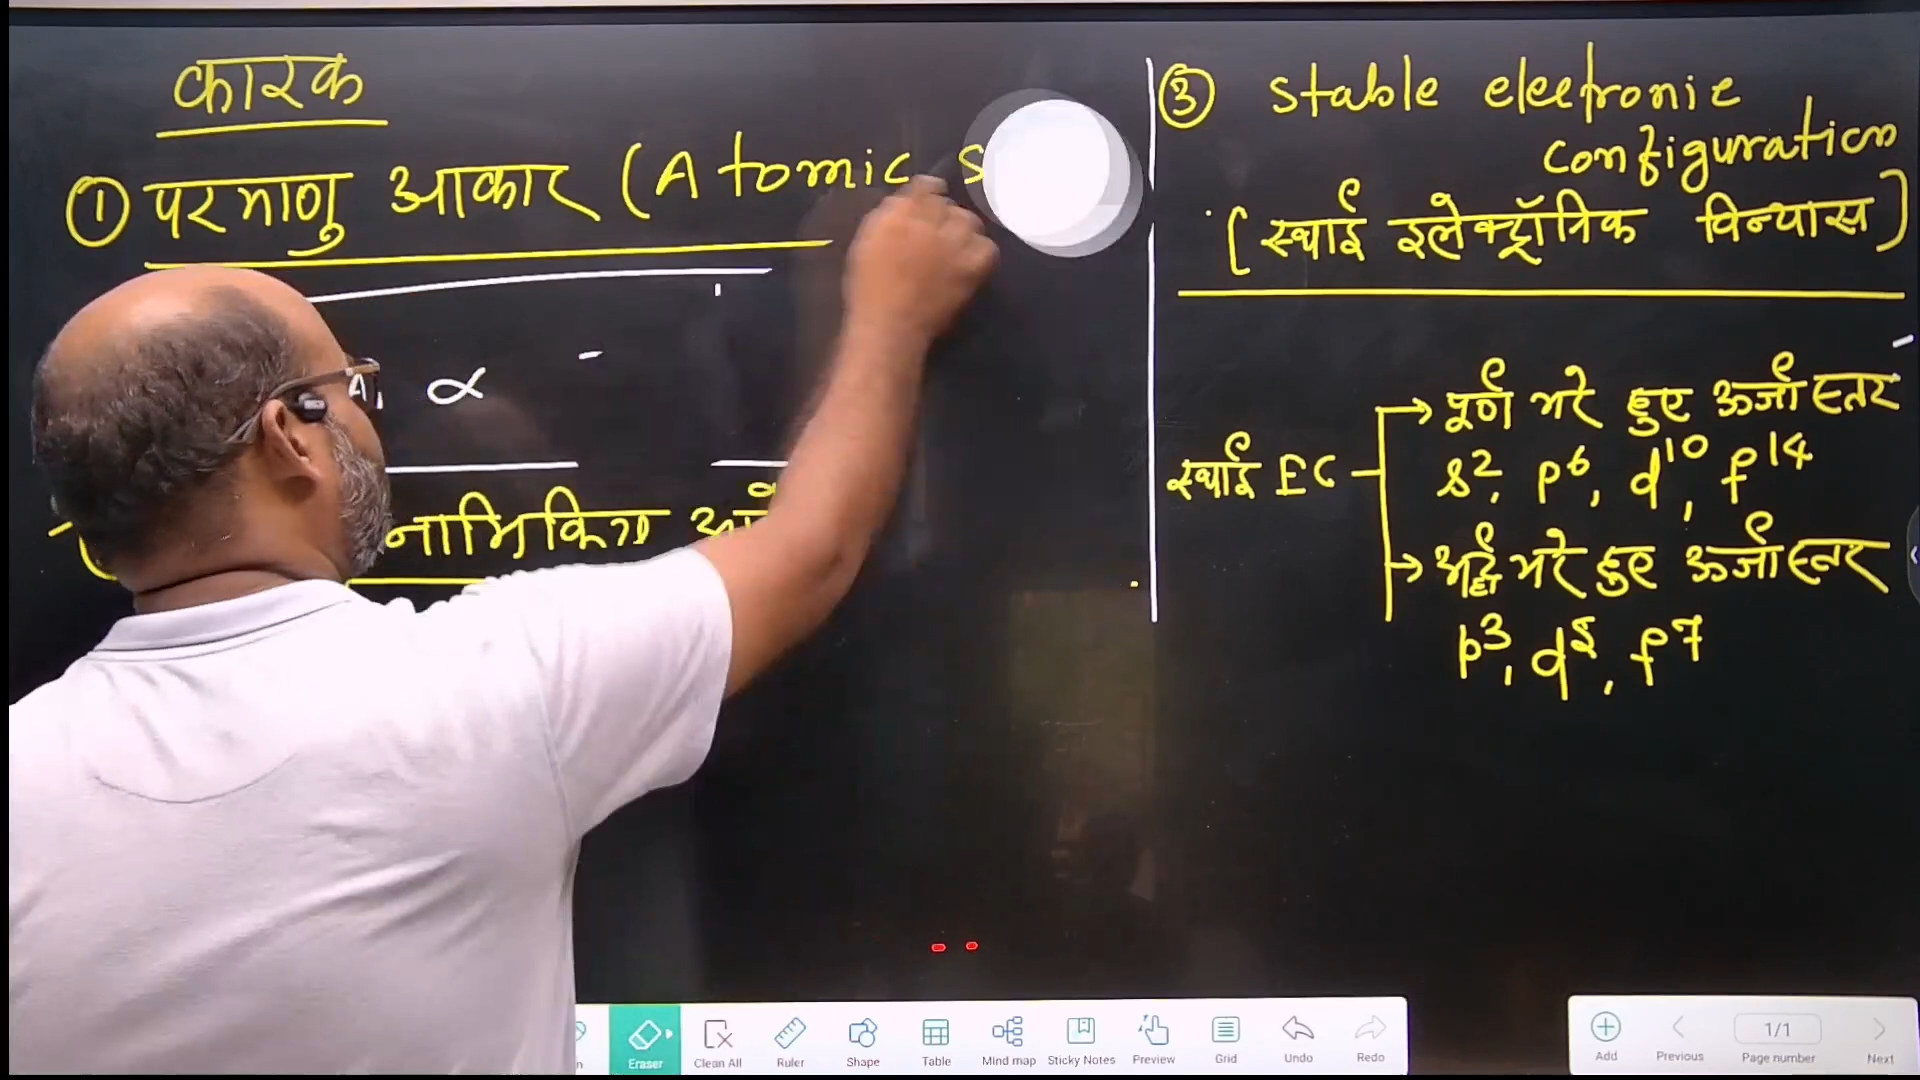 कारक
① परमाणु आकार (Atomic s
∝
नाभिकिय
③ Stable electronic
configuration
[स्थाई इलेक्ट्रॉनिक विन्यास]
स्थाई EC
→ पूर्ण भरे हुए ऊर्जा स्तर
s², p⁶, d¹⁰, f¹⁴
→ अर्द्ध भरे हुए ऊर्जा स्तर
p³, d⁵, f⁷
Eraser Clean All Ruler Shape Table Mind map Sticky Notes Preview Grid Undo Redo
1/1
Add Previous Page number Next